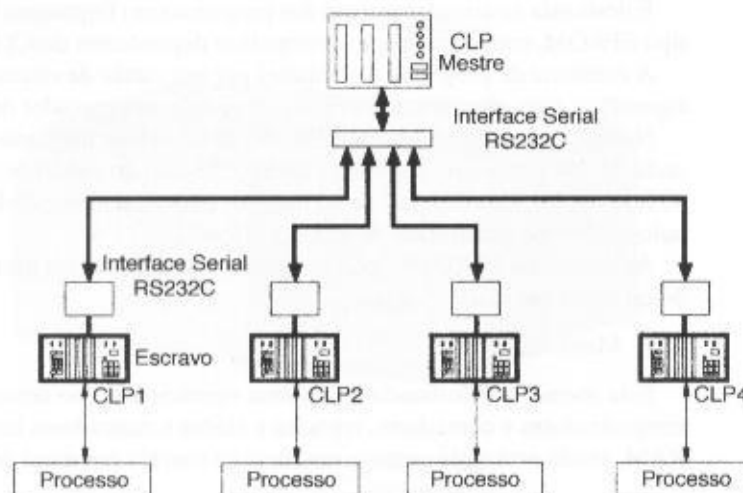 CLP
Mestre
Interface Serial
RS232C
Interface Serial
RS232C
Escravo
CLP1
CLP2
CLP3
CLP4
Processo
Processo
Processo
Processo